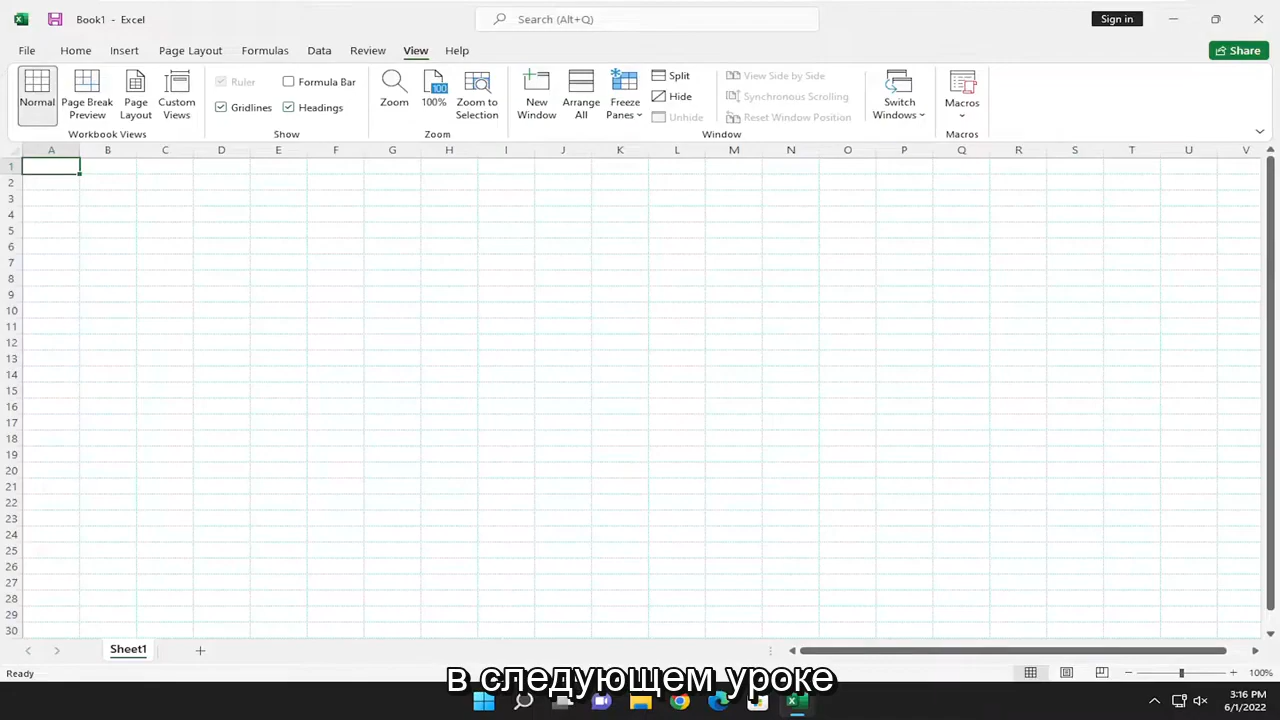 Book1 - Excel
Search (Alt+Q)
Sign in
File Home Insert Page Layout Formulas Data Review View Help
Share
Normal
Page Break Preview
Page Layout
Custom Views
Workbook Views
Ruler
Formula Bar
Gridlines
Headings
Show
Zoom
100
100%
Zoom to Selection
Zoom
New Window
Arrange All
Freeze Panes
Split
Hide
Unhide
View Side by Side
Synchronous Scrolling
Reset Window Position
Window
Switch Windows
Macros
Macros
A B C D E F G H I J K L M N O P Q R S T U V
1
2
3
4
5
6
7
8
9
10
11
12
13
14
15
16
17
18
19
20
21
22
23
24
25
26
27
28
29
30
Sheet1
Ready
100%
в следующем уроке
3:16 PM
6/1/2022